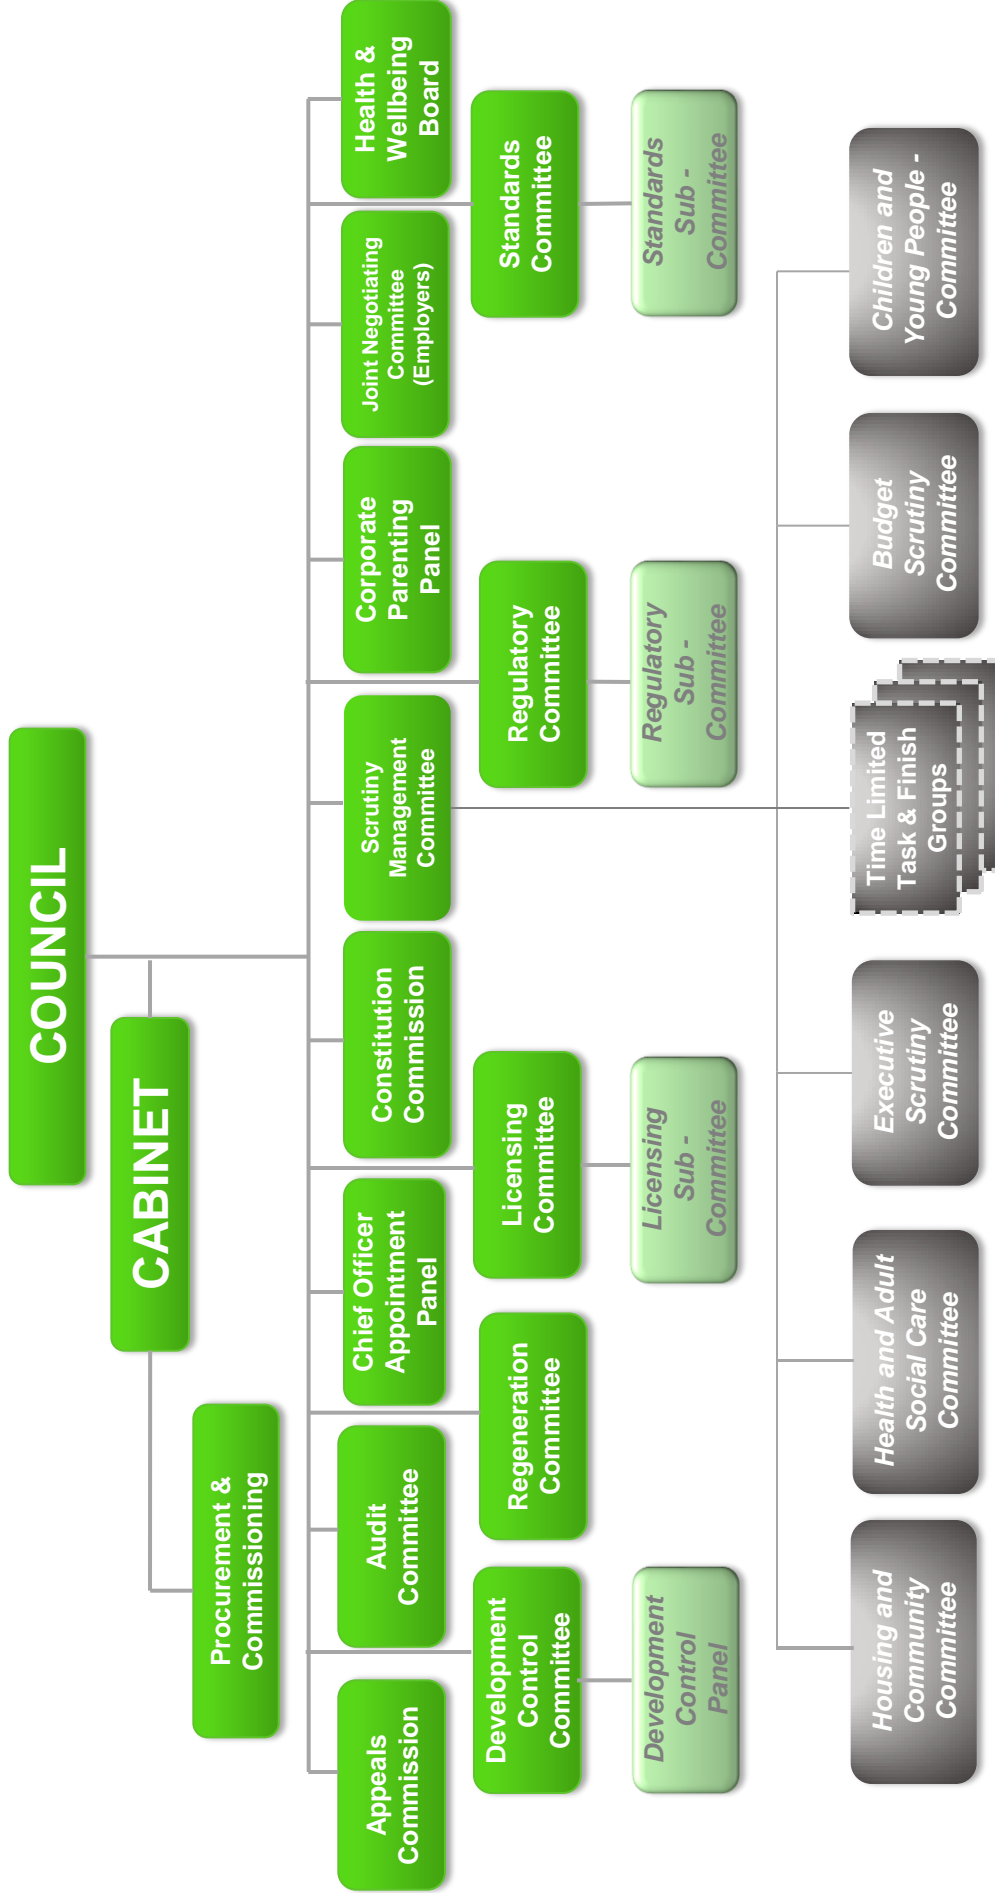 COUNCIL
CABINET
Procurement &
Commissioning
Appeals
Commission
Audit
Committee
Chief Officer
Appointment
Panel
Constitution
Commission
Scrutiny
Management
Committee
Corporate
Parenting
Panel
Joint Negotiating
Committee
(Employers)
Health &
Wellbeing
Board
Development
Control
Committee
Regeneration
Committee
Licensing
Committee
Regulatory
Committee
Standards
Committee
Development
Control
Panel
Licensing
Sub -
Committee
Regulatory
Sub -
Committee
Standards
Sub -
Committee
Housing and
Community
Committee
Health and Adult
Social Care
Committee
Executive
Scrutiny
Committee
Time Limited
Task & Finish
Groups
Budget
Scrutiny
Committee
Children and
Young People -
Committee